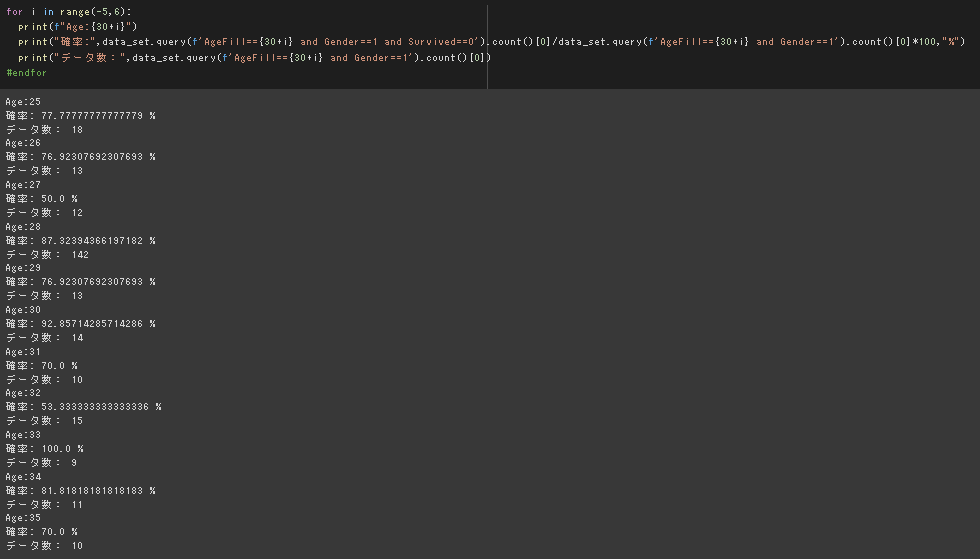 for i in range(-5,6):
  print(f"Age:{30+i}")
  print("確率:",data_set.query(f'AgeFill=={30+i} and Gender==1 and Survived==0').count()[0]/data_set.query(f'AgeFill=={30+i} and Gender==1').count()[0]*100,"%")
  print("データ数：",data_set.query(f'AgeFill=={30+i} and Gender==1').count()[0])
#endfor
Age:25
確率: 77.77777777777779 %
データ数： 18
Age:26
確率: 76.92307692307693 %
データ数： 13
Age:27
確率: 50.0 %
データ数： 12
Age:28
確率: 87.32394366197182 %
データ数： 142
Age:29
確率: 76.92307692307693 %
データ数： 13
Age:30
確率: 92.85714285714286 %
データ数： 14
Age:31
確率: 70.0 %
データ数： 10
Age:32
確率: 53.333333333333336 %
データ数： 15
Age:33
確率: 100.0 %
データ数： 9
Age:34
確率: 81.81818181818183 %
データ数： 11
Age:35
確率: 70.0 %
データ数： 10